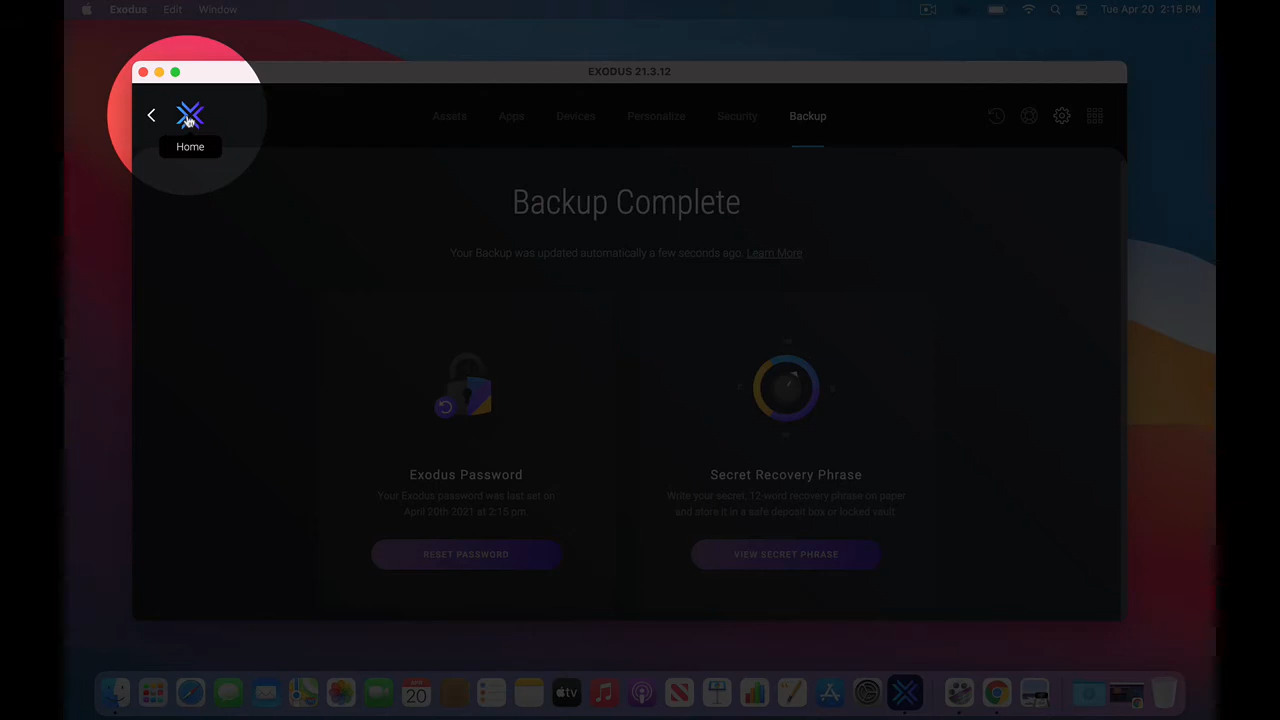 Exodus Edit Window Tue Apr 20 2:15 PM
EXODUS 21.3.12
Assets Apps Devices Personalize Security Backup
Home
Backup Complete
Your Backup was updated automatically a few seconds ago. Learn More
Exodus Password
Your Exodus password was last set on
April 20th 2021 at 2:15 pm.
RESET PASSWORD
Secret Recovery Phrase
Write your secret, 12-word recovery phrase on paper
and store it in a safe deposit box or locked vault.
VIEW SECRET PHRASE
20
tv